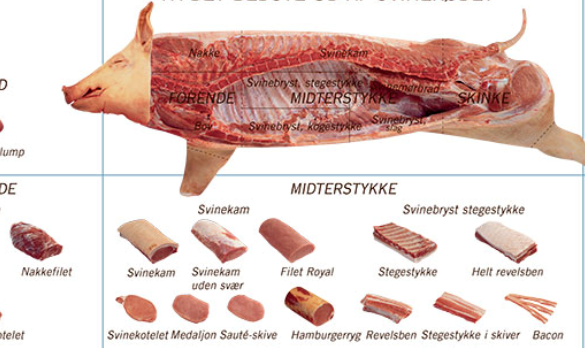 Nakke
Svinekam
Svinebryst, stegestykke
FORENDE
MIDTERSTYKKE
SKINKE
Bov
Svinebryst, kogestykke
Svinebryst,
slag
lump
DE
MIDTERSTYKKE
Svinekam
Svinebryst stegestykke
Nakkefilet
Svinekam
Svinekam
uden svær
Filet Royal
Stegestykke
Helt revelsben
otelet
Svinekotelet
Medaljon
Sauté-skive
Hamburgerryg
Revelsben
Stegestykke i skiver
Bacon